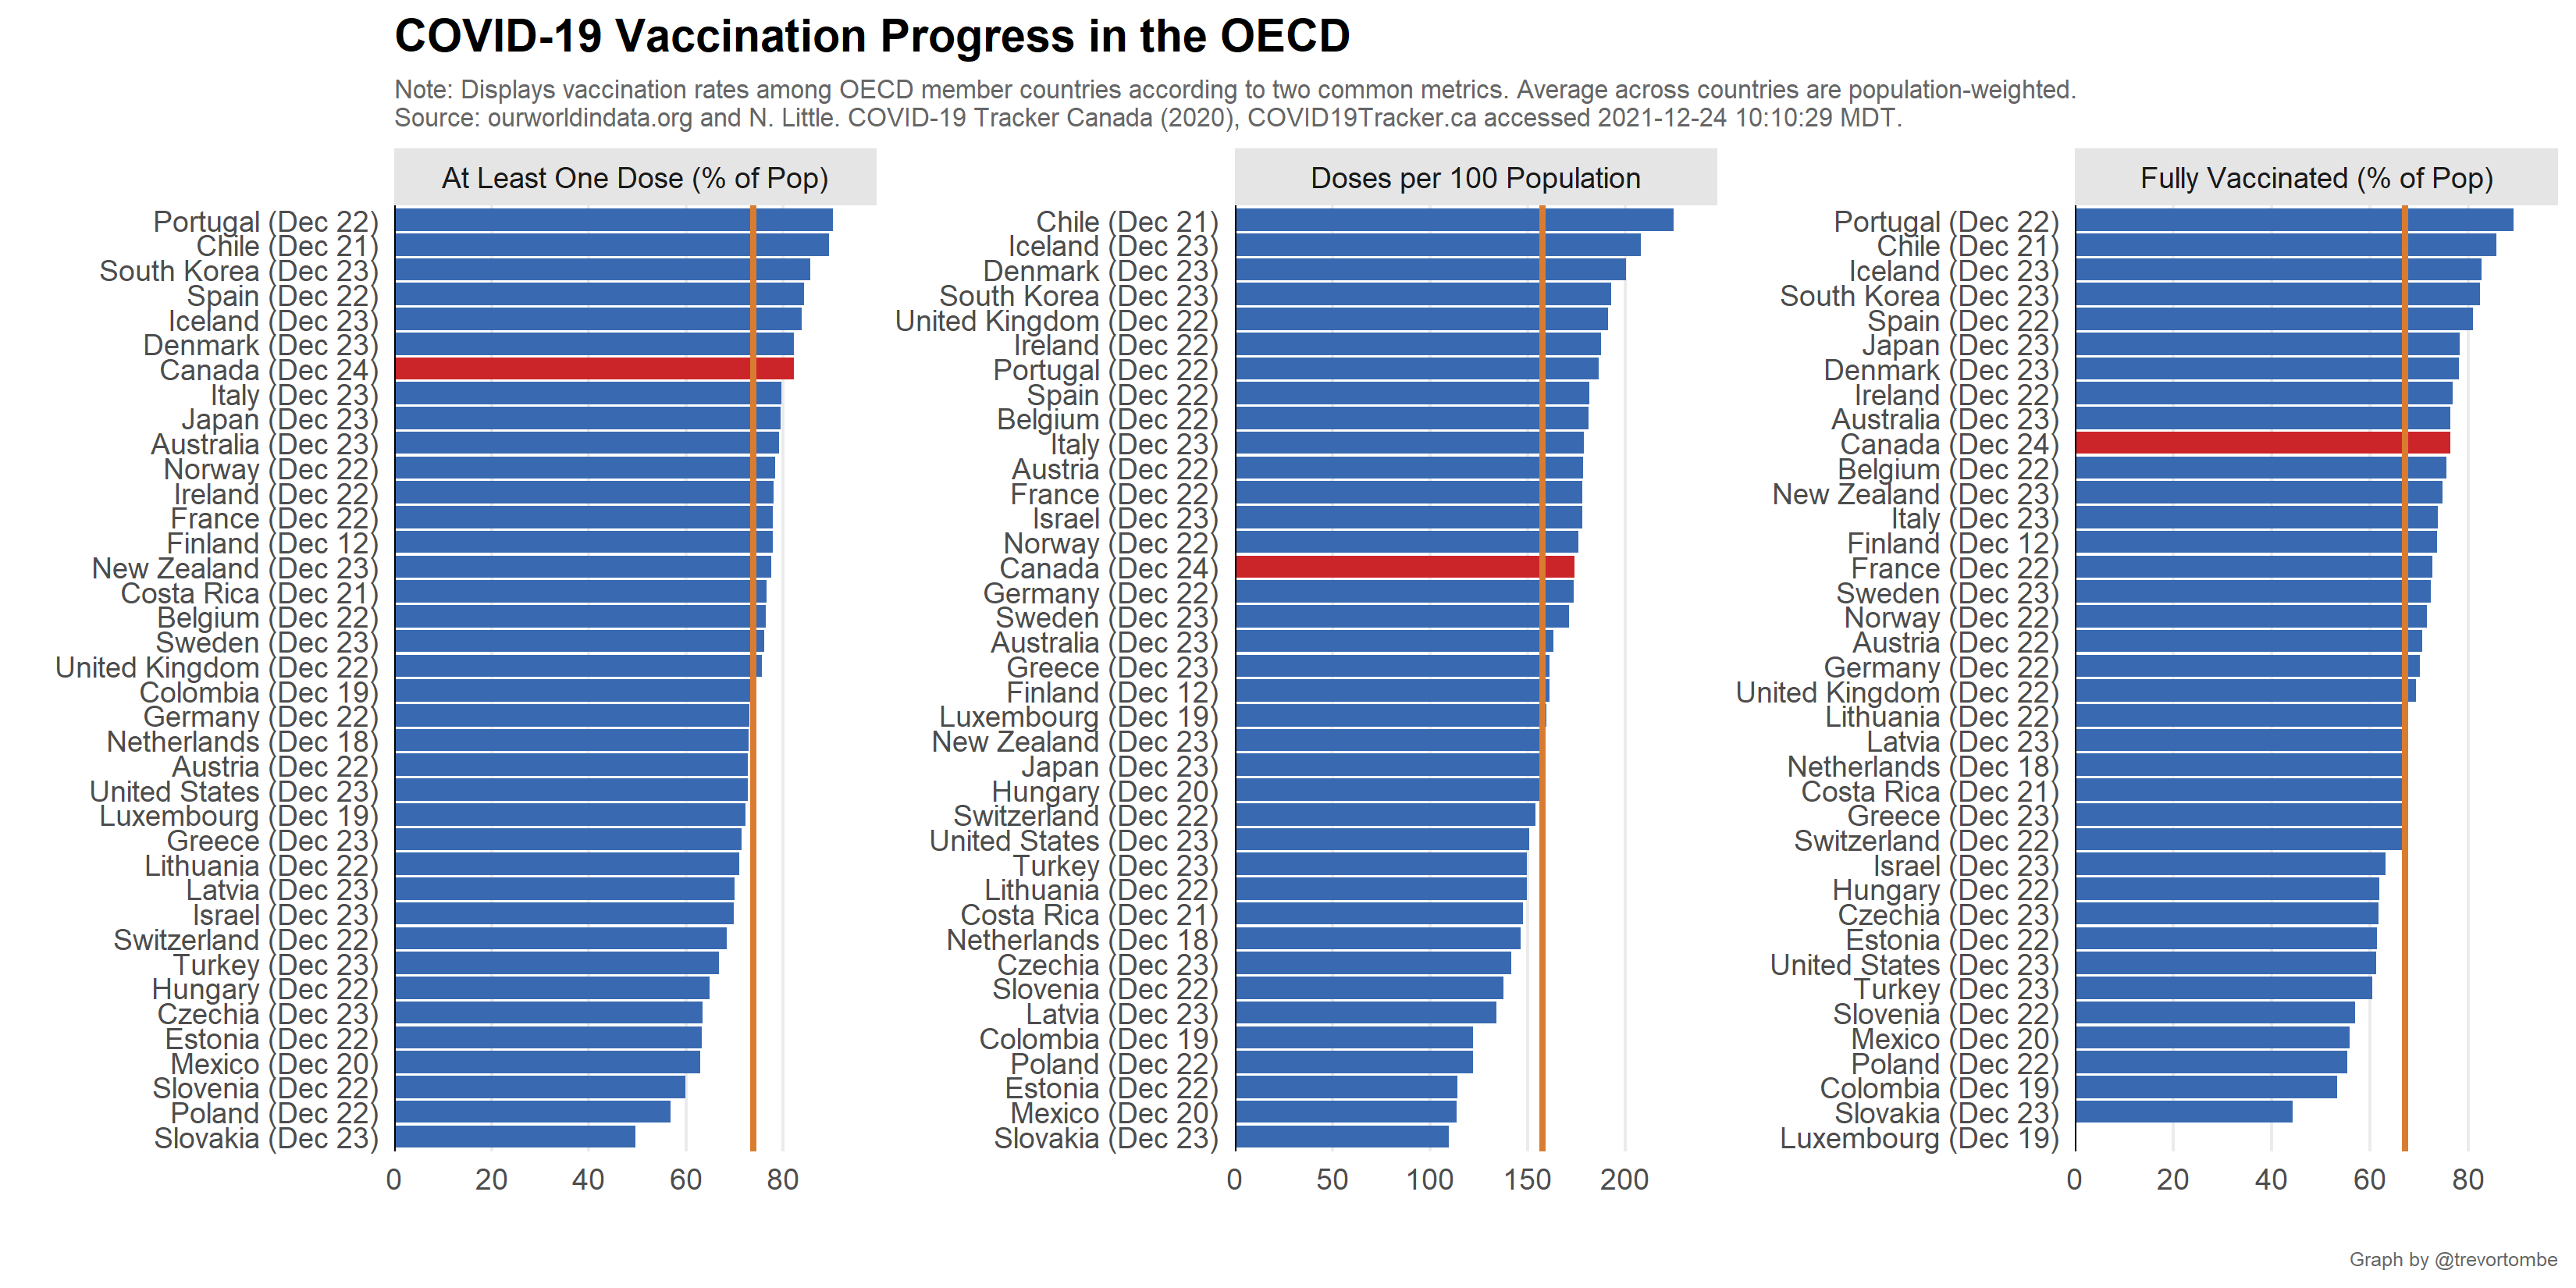 COVID-19 Vaccination Progress in the OECD
Note: Displays vaccination rates among OECD member countries according to two common metrics. Average across countries are population-weighted.
Source: ourworldindata.org and N. Little. COVID-19 Tracker Canada (2020), COVID19Tracker.ca accessed 2021-12-24 10:10:29 MDT.
At Least One Dose (% of Pop)
Portugal (Dec 22)
Chile (Dec 21)
South Korea (Dec 23)
Spain (Dec 22)
Iceland (Dec 23)
Denmark (Dec 23)
Canada (Dec 24)
Italy (Dec 23)
Japan (Dec 23)
Australia (Dec 23)
Norway (Dec 22)
Ireland (Dec 22)
France (Dec 22)
Finland (Dec 12)
New Zealand (Dec 23)
Costa Rica (Dec 21)
Belgium (Dec 22)
Sweden (Dec 23)
United Kingdom (Dec 22)
Colombia (Dec 19)
Germany (Dec 22)
Netherlands (Dec 18)
Austria (Dec 22)
United States (Dec 23)
Luxembourg (Dec 19)
Greece (Dec 23)
Lithuania (Dec 22)
Latvia (Dec 23)
Israel (Dec 23)
Switzerland (Dec 22)
Turkey (Dec 23)
Hungary (Dec 22)
Czechia (Dec 23)
Estonia (Dec 22)
Mexico (Dec 20)
Slovenia (Dec 22)
Poland (Dec 22)
Slovakia (Dec 23)
0 20 40 60 80
Doses per 100 Population
Chile (Dec 21)
Iceland (Dec 23)
Denmark (Dec 23)
South Korea (Dec 23)
United Kingdom (Dec 22)
Ireland (Dec 22)
Portugal (Dec 22)
Spain (Dec 22)
Belgium (Dec 22)
Italy (Dec 23)
Austria (Dec 22)
France (Dec 22)
Israel (Dec 23)
Norway (Dec 22)
Canada (Dec 24)
Germany (Dec 22)
Sweden (Dec 23)
Australia (Dec 23)
Greece (Dec 23)
Finland (Dec 12)
Luxembourg (Dec 19)
New Zealand (Dec 23)
Japan (Dec 23)
Hungary (Dec 20)
Switzerland (Dec 22)
United States (Dec 23)
Turkey (Dec 23)
Lithuania (Dec 22)
Costa Rica (Dec 21)
Netherlands (Dec 18)
Czechia (Dec 23)
Slovenia (Dec 22)
Latvia (Dec 23)
Colombia (Dec 19)
Poland (Dec 22)
Estonia (Dec 22)
Mexico (Dec 20)
Slovakia (Dec 23)
0 50 100 150 200
Fully Vaccinated (% of Pop)
Portugal (Dec 22)
Chile (Dec 21)
Iceland (Dec 23)
South Korea (Dec 23)
Spain (Dec 22)
Japan (Dec 23)
Denmark (Dec 23)
Ireland (Dec 22)
Australia (Dec 23)
Canada (Dec 24)
Belgium (Dec 22)
New Zealand (Dec 23)
Italy (Dec 23)
Finland (Dec 12)
France (Dec 22)
Sweden (Dec 23)
Norway (Dec 22)
Austria (Dec 22)
Germany (Dec 22)
United Kingdom (Dec 22)
Lithuania (Dec 22)
Latvia (Dec 23)
Netherlands (Dec 18)
Costa Rica (Dec 21)
Greece (Dec 23)
Switzerland (Dec 22)
Israel (Dec 23)
Hungary (Dec 22)
Czechia (Dec 23)
Estonia (Dec 22)
United States (Dec 23)
Turkey (Dec 23)
Slovenia (Dec 22)
Mexico (Dec 20)
Poland (Dec 22)
Colombia (Dec 19)
Slovakia (Dec 23)
Luxembourg (Dec 19)
0 20 40 60 80
Graph by @trevortombe